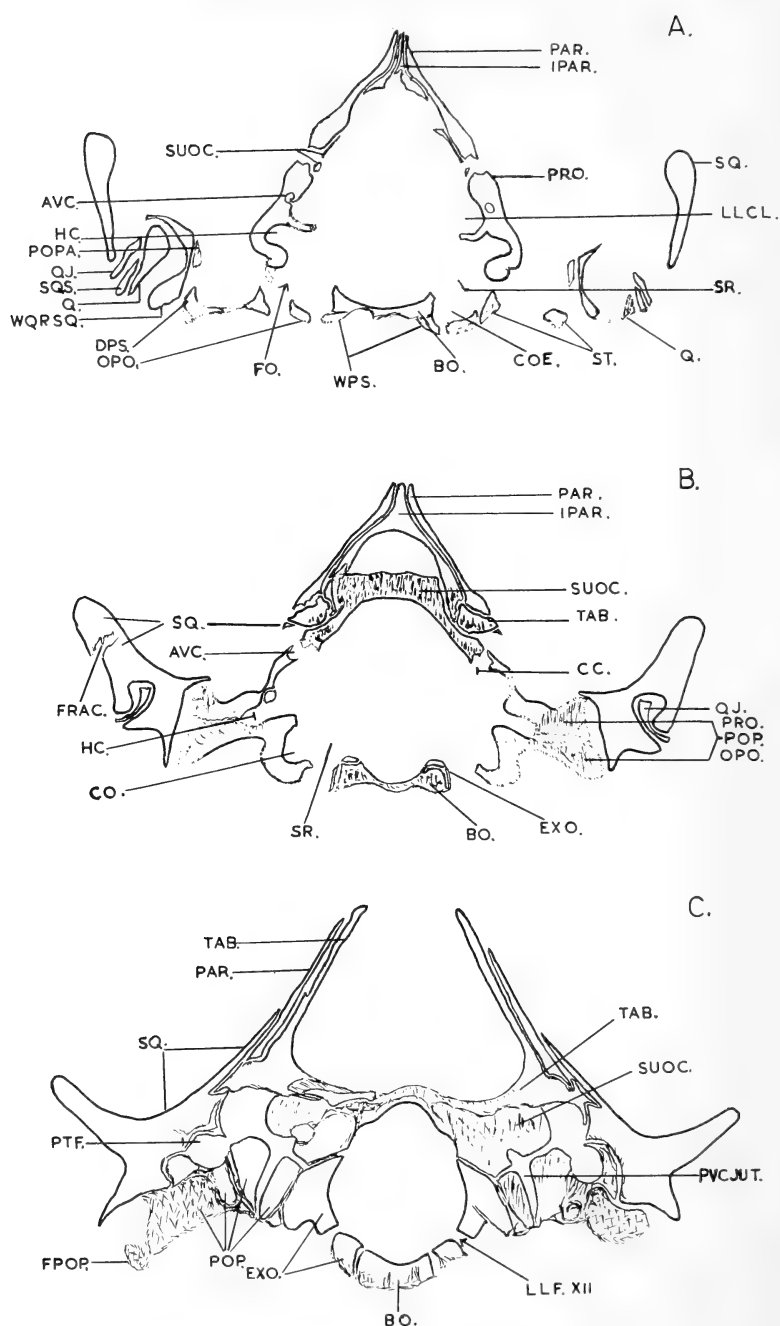 A.
PAR.
IPAR.
SUOC.
PRO.
SQ.
AVC.
LLCL.
HC.
POPA.
QJ.
SQS.
Q.
WQRSQ.
SR.
DPS.
OPO.
FO.
WPS.
BO.
COE.
ST.
Q.
B.
PAR.
IPAR.
SUOC.
SQ.
TAB.
AVC.
CC.
FRAC.
QJ.
PRO.
POP.
OPO.
HC.
CO.
SR.
BO.
EXO.
C.
TAB.
PAR.
TAB.
SQ.
SUOC.
PTF.
PVCJUT.
FPOP.
POP.
EXO.
LLF. XII
BO.